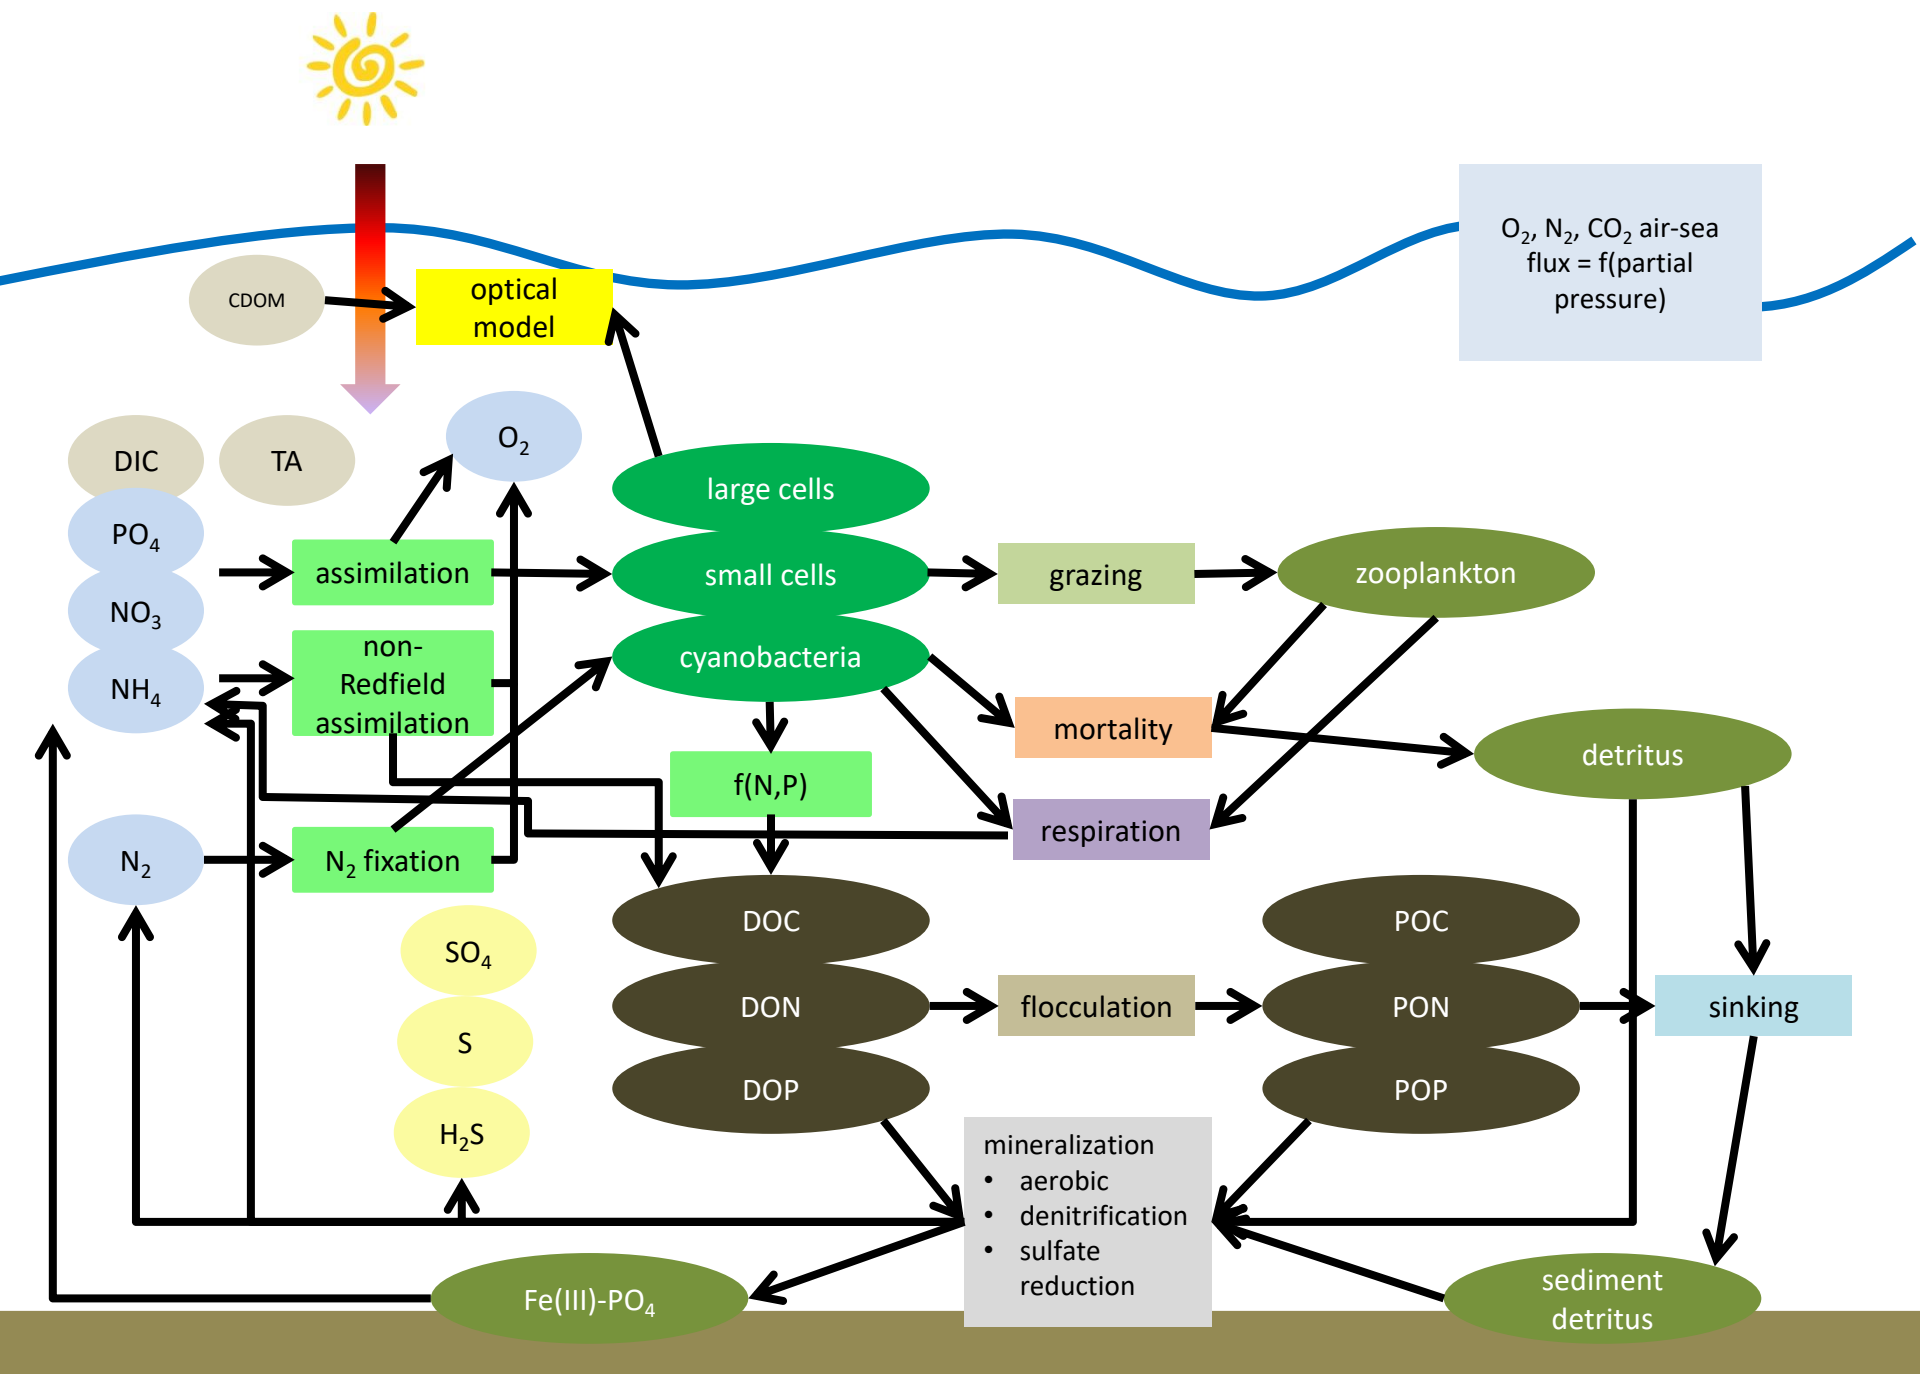 O₂, N₂, CO₂ air-sea
flux = f(partial
pressure)
CDOM
optical
model
O₂
DIC
TA
large cells
PO₄
assimilation
small cells
grazing
zooplankton
NO₃
non-
Redfield
assimilation
cyanobacteria
NH₄
mortality
detritus
f(N,P)
respiration
N₂
N₂ fixation
DOC
POC
SO₄
DON
flocculation
PON
sinking
S
DOP
POP
H₂S
mineralization
• aerobic
• denitrification
• sulfate
reduction
Fe(III)-PO₄
sediment
detritus